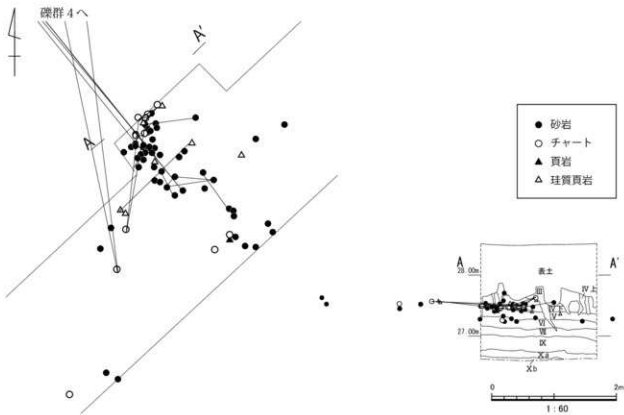 礫群4へ
A'
A
砂岩
チャート
頁岩
珪質頁岩
A
A'
28.00m
表土
Ⅲ
Ⅳ上
Ⅴ
Ⅵ
Ⅶ
27.00m
Ⅸ
Ⅹa
Ⅹb
0
2m
1:60